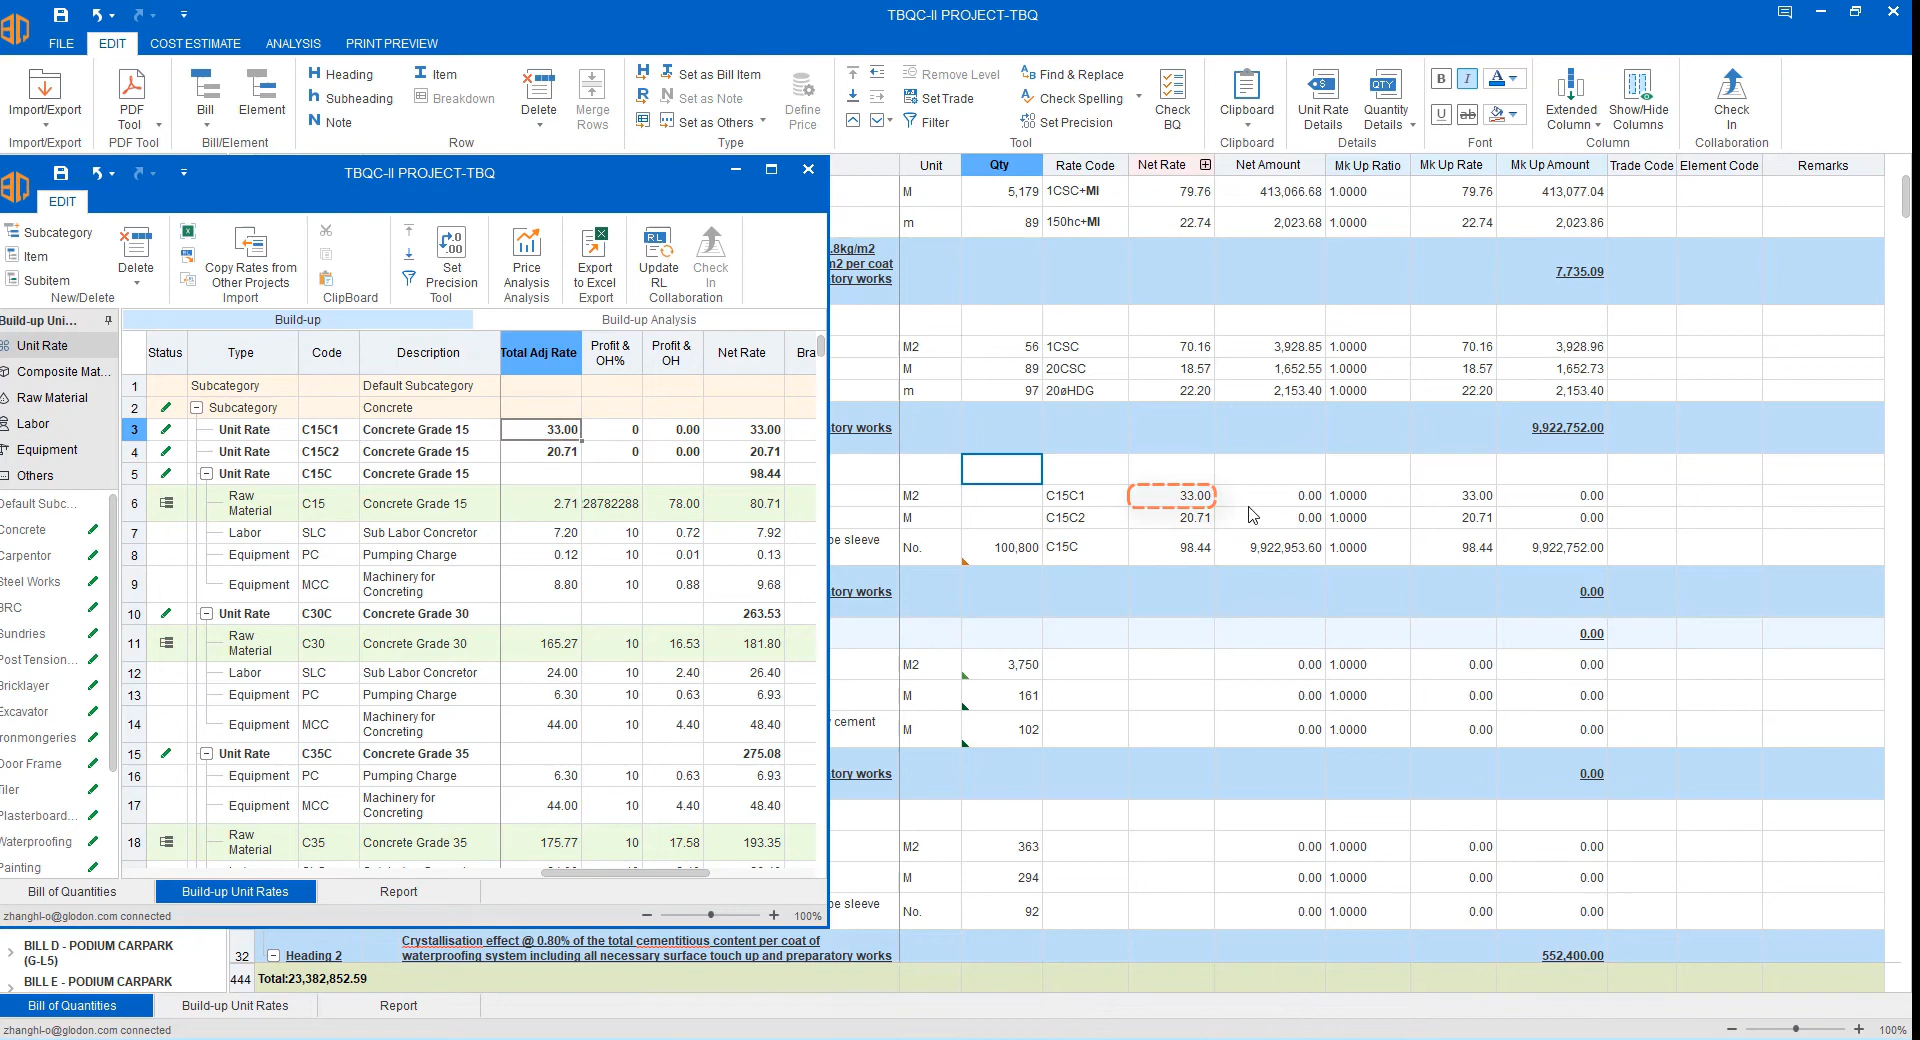 TBQC-II PROJECT-TBQ
FILE EDIT COST ESTIMATE ANALYSIS PRINT PREVIEW
Import/Export
Import/Export
PDF Tool
PDF Tool
Bill
Element
Bill/Element
Heading
Subheading
Note
Item
Breakdown
Delete
Merge Rows
Row
Set as Bill Item
Set as Note
Set as Others
Define Price
Type
Remove Level
Set Trade
Filter
Find & Replace
Check Spelling
Set Precision
Check BQ
Tool
Clipboard
Clipboard
Unit Rate Details
Quantity Details
Details
B I A
U ab
Font
Extended Column
Show/Hide Columns
Column
Check In
Collaboration
TBQC-II PROJECT-TBQ
EDIT
Subcategory
Item
Subitem
Delete
New/Delete
Copy Rates from Other Projects
Import
ClipBoard
Set Precision
Tool
Price Analysis
Analysis
Export to Excel
Export
Update RL
Check In
Collaboration
Build-up Uni...
Unit Rate
Composite Mat...
Raw Material
Labor
Equipment
Others
Default Subc...
Concrete
Carpentor
Steel Works
BRC
Sundries
Post Tension...
Bricklayer
Excavator
Ironmongeries
Door Frame
Tiler
Plasterboard...
Waterproofing
Painting
Build-up Build-up Analysis
Status Type Code Description Total Adj Rate Profit & OH% Profit & OH Net Rate Bra
1 Subcategory Default Subcategory
2 Subcategory Concrete
3 Unit Rate C15C1 Concrete Grade 15 33.00 0 0.00 33.00
4 Unit Rate C15C2 Concrete Grade 15 20.71 0 0.00 20.71
5 Unit Rate C15C Concrete Grade 15 98.44
6 Raw Material C15 Concrete Grade 15 2.71 28782288 78.00 80.71
7 Labor SLC Sub Labor Concretor 7.20 10 0.72 7.92
8 Equipment PC Pumping Charge 0.12 10 0.01 0.13
9 Equipment MCC Machinery for Concreting 8.80 10 0.88 9.68
10 Unit Rate C30C Concrete Grade 30 263.53
11 Raw Material C30 Concrete Grade 30 165.27 10 16.53 181.80
12 Labor SLC Sub Labor Concretor 24.00 10 2.40 26.40
13 Equipment PC Pumping Charge 6.30 10 0.63 6.93
14 Equipment MCC Machinery for Concreting 44.00 10 4.40 48.40
15 Unit Rate C35C Concrete Grade 35 275.08
16 Equipment PC Pumping Charge 6.30 10 0.63 6.93
17 Equipment MCC Machinery for Concreting 44.00 10 4.40 48.40
18 Raw Material C35 Concrete Grade 35 175.77 10 17.58 193.35
Bill of Quantities Build-up Unit Rates Report
zhanghl-o@glodon.com connected 100%
Unit Qty Rate Code Net Rate Net Amount Mk Up Ratio Mk Up Rate Mk Up Amount Trade Code Element Code Remarks
M 5,179 1CSC+MI 79.76 413,066.68 1.0000 79.76 413,077.04
m 89 150hc+MI 22.74 2,023.68 1.0000 22.74 2,023.86
.8kg/m2
m2 per coat
tory works 7,735.09
M2 56 1CSC 70.16 3,928.85 1.0000 70.16 3,928.96
M 89 20CSC 18.57 1,652.55 1.0000 18.57 1,652.73
m 97 20øHDG 22.20 2,153.40 1.0000 22.20 2,153.40
tory works 9,922,752.00
M2 C15C1 33.00 0.00 1.0000 33.00 0.00
M C15C2 20.71 0.00 1.0000 20.71 0.00
be sleeve No. 100,800 C15C 98.44 9,922,953.60 1.0000 98.44 9,922,752.00
tory works 0.00
0.00
M2 3,750 0.00 1.0000 0.00 0.00
M 161 0.00 1.0000 0.00 0.00
cement M 102 0.00 1.0000 0.00 0.00
tory works 0.00
M2 363 0.00 1.0000 0.00 0.00
M 294 0.00 1.0000 0.00 0.00
be sleeve No. 92 0.00 1.0000 0.00 0.00
BILL D - PODIUM CARPARK (G-L5)
BILL E - PODIUM CARPARK
32 Heading 2 Crystallisation effect @ 0.80% of the total cementitious content per coat of
waterproofing system including all necessary surface touch up and preparatory works 552,400.00
444 Total:23,382,852.59
Bill of Quantities Build-up Unit Rates Report
zhanghl-o@glodon.com connected 100%